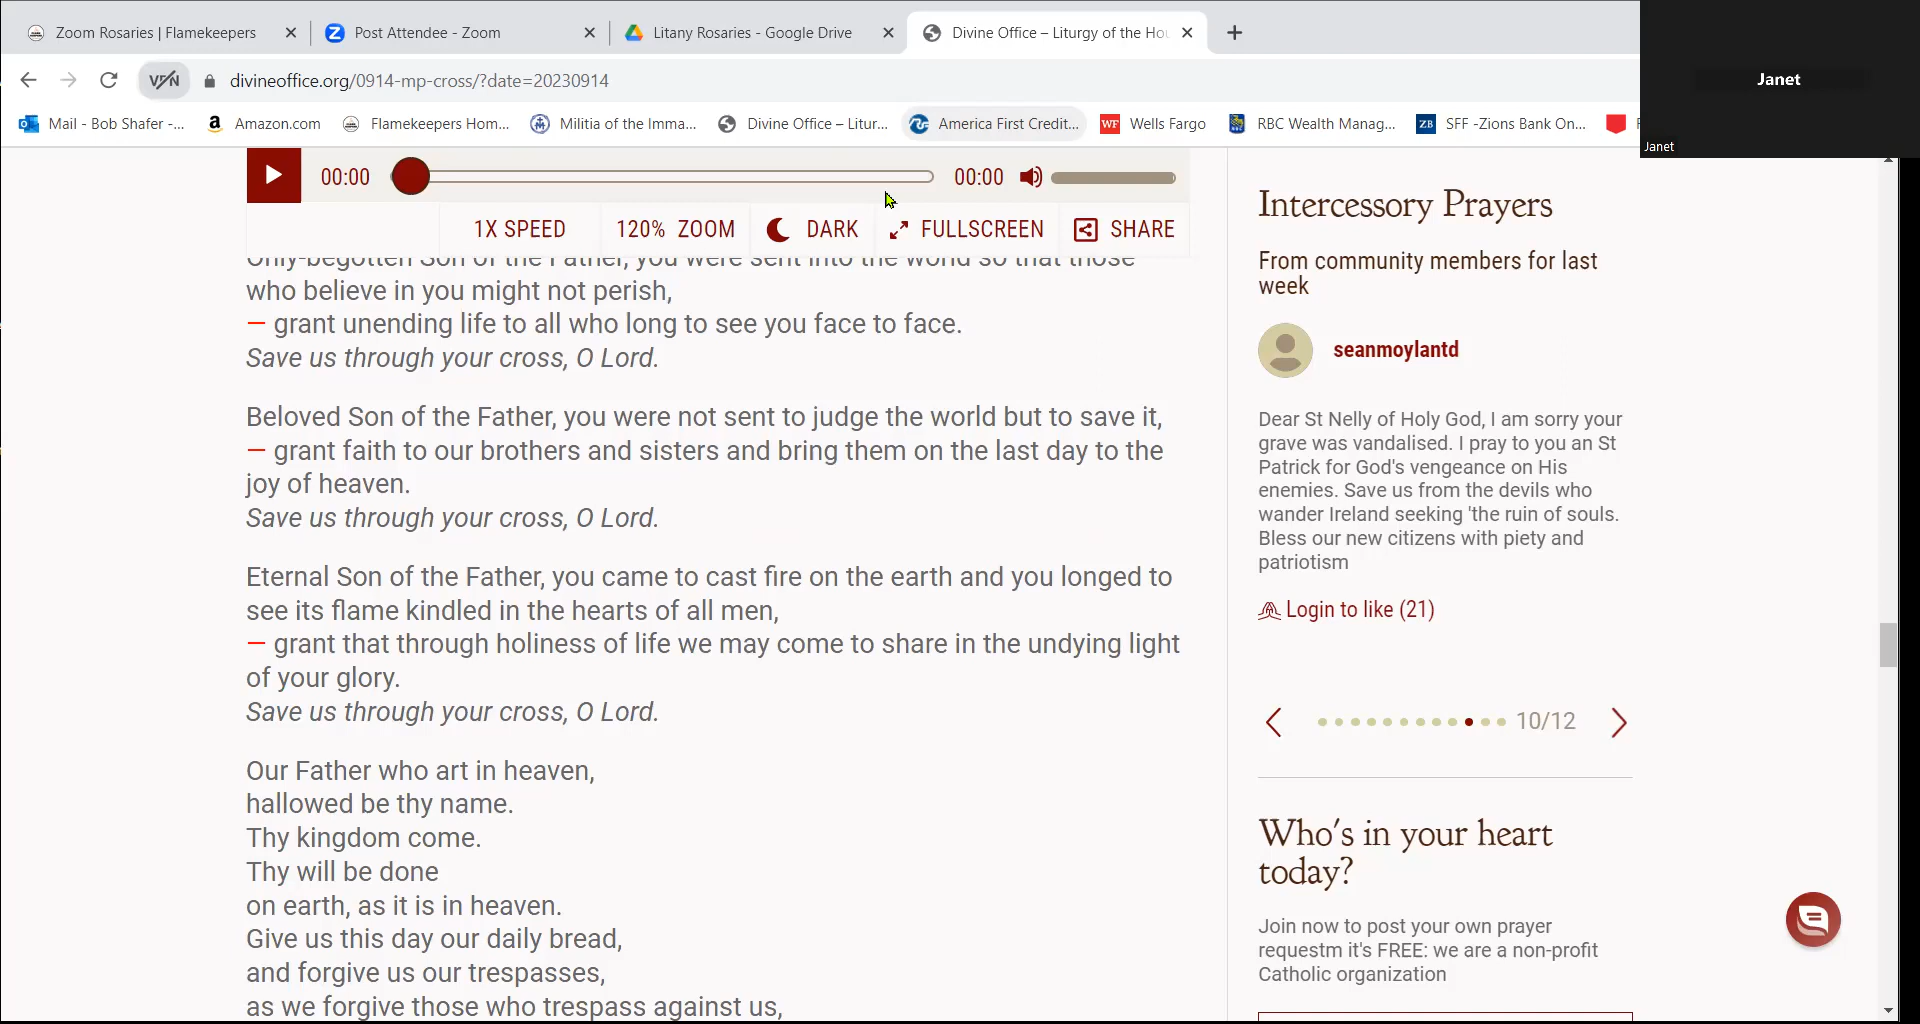 Zoom Rosaries | Flamekeepers
Post Attendee - Zoom
Litany Rosaries - Google Drive
Divine Office – Liturgy of the Hou
divineoffice.org/0914-mp-cross/?date=20230914
Mail - Bob Shafer -...
Amazon.com
Flamekeepers Hom...
Militia of the Imma...
Divine Office – Litur...
America First Credit...
WF Wells Fargo
RBC Wealth Manag...
ZB SFF -Zions Bank On...
Janet
Janet
00:00
00:00
1X SPEED
120% ZOOM
DARK
FULLSCREEN
SHARE
Only-begotten Son of the Father, you were sent into the world so that those
who believe in you might not perish,
— grant unending life to all who long to see you face to face.
Save us through your cross, O Lord.
Beloved Son of the Father, you were not sent to judge the world but to save it,
— grant faith to our brothers and sisters and bring them on the last day to the
joy of heaven.
Save us through your cross, O Lord.
Eternal Son of the Father, you came to cast fire on the earth and you longed to
see its flame kindled in the hearts of all men,
— grant that through holiness of life we may come to share in the undying light
of your glory.
Save us through your cross, O Lord.
Our Father who art in heaven,
hallowed be thy name.
Thy kingdom come.
Thy will be done
on earth, as it is in heaven.
Give us this day our daily bread,
and forgive us our trespasses,
as we forgive those who trespass against us,
Intercessory Prayers
From community members for last
week
seanmoylantd
Dear St Nelly of Holy God, I am sorry your
grave was vandalised. I pray to you an St
Patrick for God's vengeance on His
enemies. Save us from the devils who
wander Ireland seeking 'the ruin of souls.
Bless our new citizens with piety and
patriotism
Login to like (21)
10/12
Who's in your heart
today?
Join now to post your own prayer
requestm it's FREE: we are a non-profit
Catholic organization